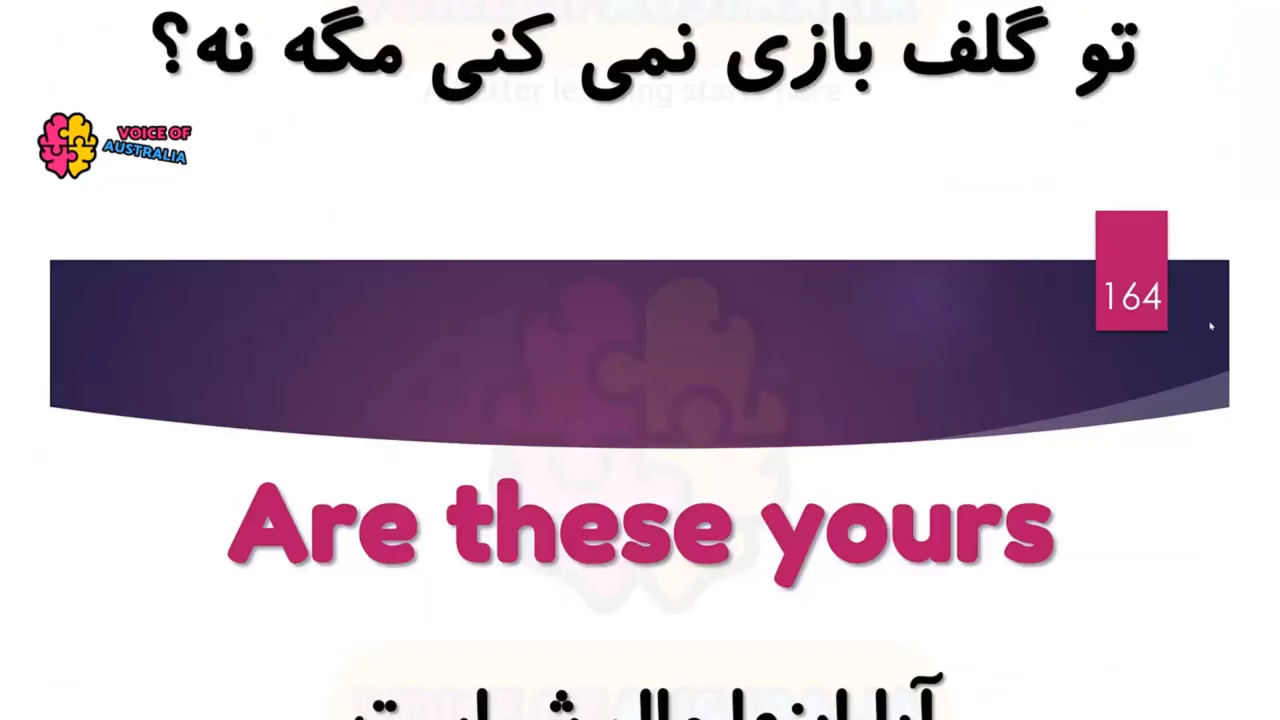 تو گلف بازی نمی کنی مگه نه؟
VOICE OF
AUSTRALIA
164
Are these yours